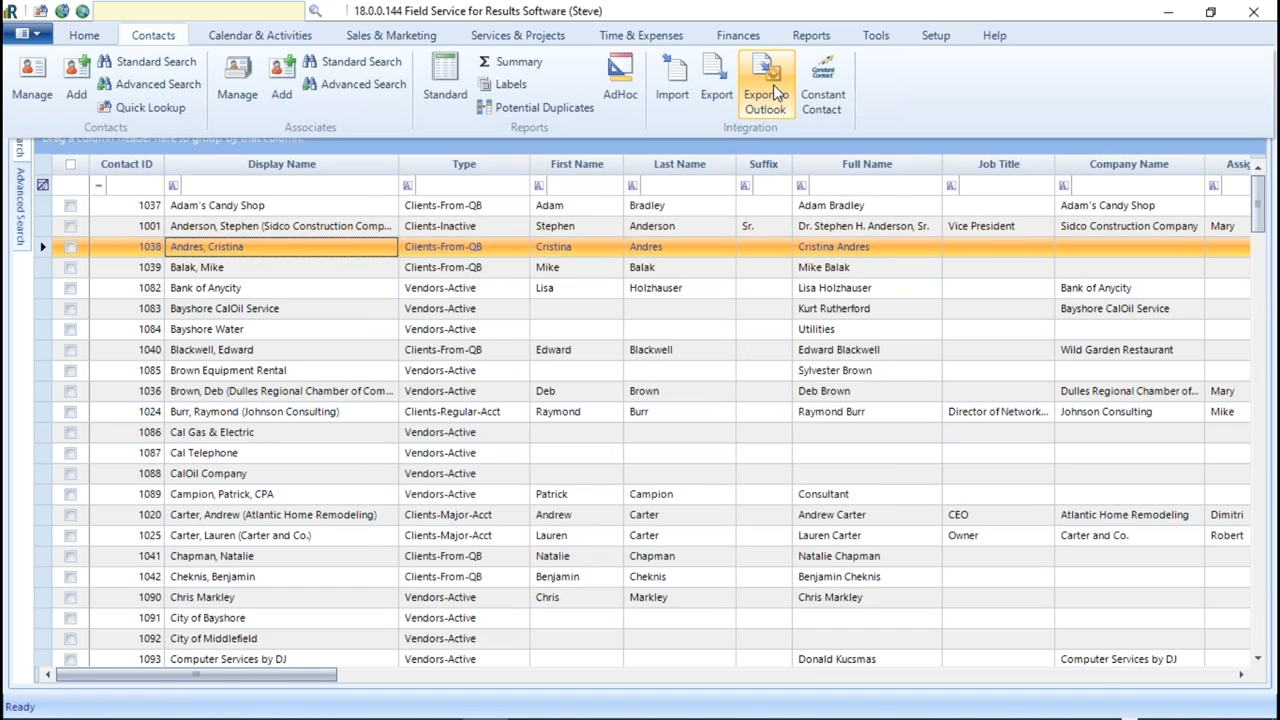 R 18.0.0.144 Field Service for Results Software (Steve)
Home Contacts Calendar & Activities Sales & Marketing Services & Projects Time & Expenses Finances Reports Tools Setup Help
Manage Add Standard Search Advanced Search Quick Lookup Manage Add Standard Search Advanced Search Standard Summary Labels Potential Duplicates AdHoc Import Export Export to Outlook Constant Contact Constant Contact
Contacts Associates Reports Integration
Drag a column header here to group by that column.
Advanced Search
Contact ID Display Name Type First Name Last Name Suffix Full Name Job Title Company Name Assig
1037 Adam's Candy Shop Clients-From-QB Adam Bradley Adam Bradley Adam's Candy Shop
1001 Anderson, Stephen (Sidco Construction Comp... Clients-Inactive Stephen Anderson Sr. Dr. Stephen H. Anderson, Sr. Vice President Sidco Construction Company Mary
1038 Andres, Cristina Clients-From-QB Cristina Andres Cristina Andres
1039 Balak, Mike Clients-From-QB Mike Balak Mike Balak
1082 Bank of Anycity Vendors-Active Lisa Holzhauser Lisa Holzhauser Bank of Anycity
1083 Bayshore CalOil Service Vendors-Active Kurt Rutherford Bayshore CalOil Service
1084 Bayshore Water Vendors-Active Utilities
1040 Blackwell, Edward Clients-From-QB Edward Blackwell Edward Blackwell Wild Garden Restaurant
1085 Brown Equipment Rental Vendors-Active Sylvester Brown
1036 Brown, Deb (Dulles Regional Chamber of Com... Vendors-Active Deb Brown Deb Brown Dulles Regional Chamber of... Mary
1024 Burr, Raymond (Johnson Consulting) Clients-Regular-Acct Raymond Burr Raymond Burr Director of Network... Johnson Consulting Mike
1086 Cal Gas & Electric Vendors-Active
1087 Cal Telephone Vendors-Active
1088 CalOil Company Vendors-Active
1089 Campion, Patrick, CPA Vendors-Active Patrick Campion Consultant
1020 Carter, Andrew (Atlantic Home Remodeling) Clients-Major-Acct Andrew Carter Andrew Carter CEO Atlantic Home Remodeling Dimitri
1025 Carter, Lauren (Carter and Co.) Clients-Major-Acct Lauren Carter Lauren Carter Owner Carter and Co. Robert
1041 Chapman, Natalie Clients-From-QB Natalie Chapman Natalie Chapman
1042 Cheknis, Benjamin Clients-From-QB Benjamin Cheknis Benjamin Cheknis
1090 Chris Markley Vendors-Active Chris Markley Chris Markley
1091 City of Bayshore Vendors-Active
1092 City of Middlefield Vendors-Active
1093 Computer Services by DJ Vendors-Active Donald Kucsmas Computer Services by DJ
Ready